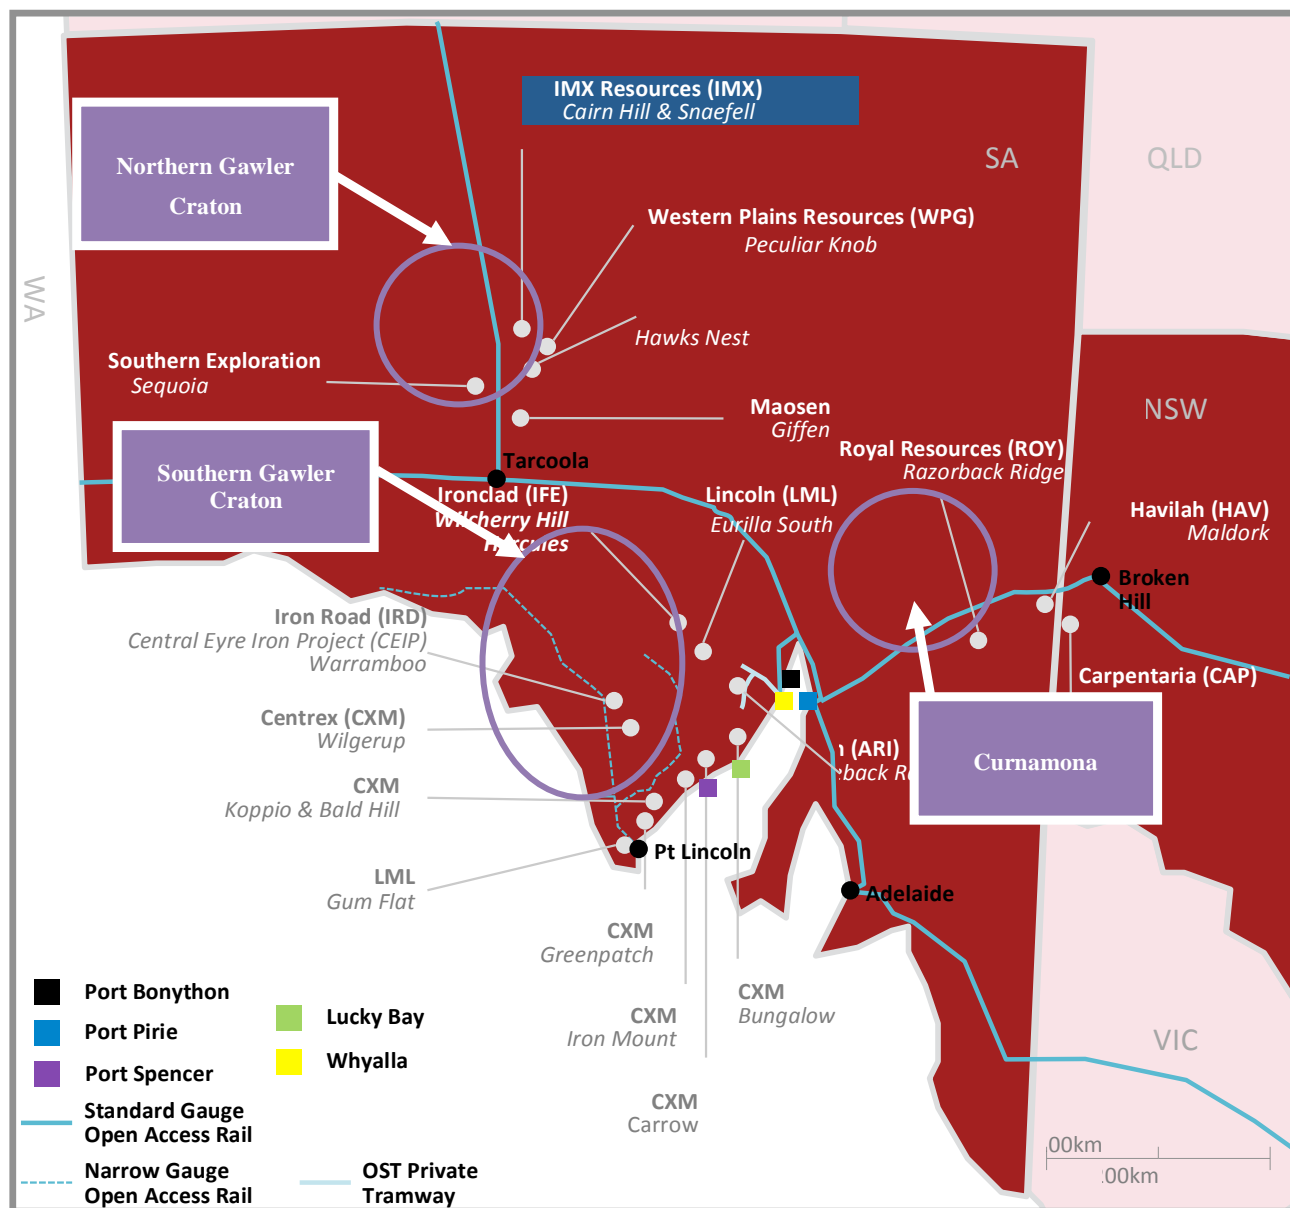 IMX Resources (IMX)
Cairn Hill & Snaefell
Northern Gawler
Craton
SA
QLD
Western Plains Resources (WPG)
Peculiar Knob
WA
Hawks Nest
Southern Exploration
Sequoia
Maosen
Giffen
NSW
Royal Resources (ROY)
Razorback Ridge
Southern Gawler
Craton
Tarcoola
Ironclad (IFE)
Wilcherry Hill
Hercules
Lincoln (LML)
Eurilla South
Havilah (HAV)
Maldork
Broken
Hill
Iron Road (IRD)
Central Eyre Iron Project (CEIP)
Warramboo
Carpentaria (CAP)
Centrex (CXM)
Wilgerup
(ARI)
Curnamona
CXM
Koppio & Bald Hill
Pt Lincoln
LML
Gum Flat
Adelaide
CXM
Greenpatch
CXM
Bungalow
CXM
Iron Mount
CXM
Carrow
VIC
Port Bonython
Port Pirie
Port Spencer
Lucky Bay
Whyalla
Standard Gauge
Open Access Rail
Narrow Gauge
Open Access Rail
OST Private
Tramway
00km
00km